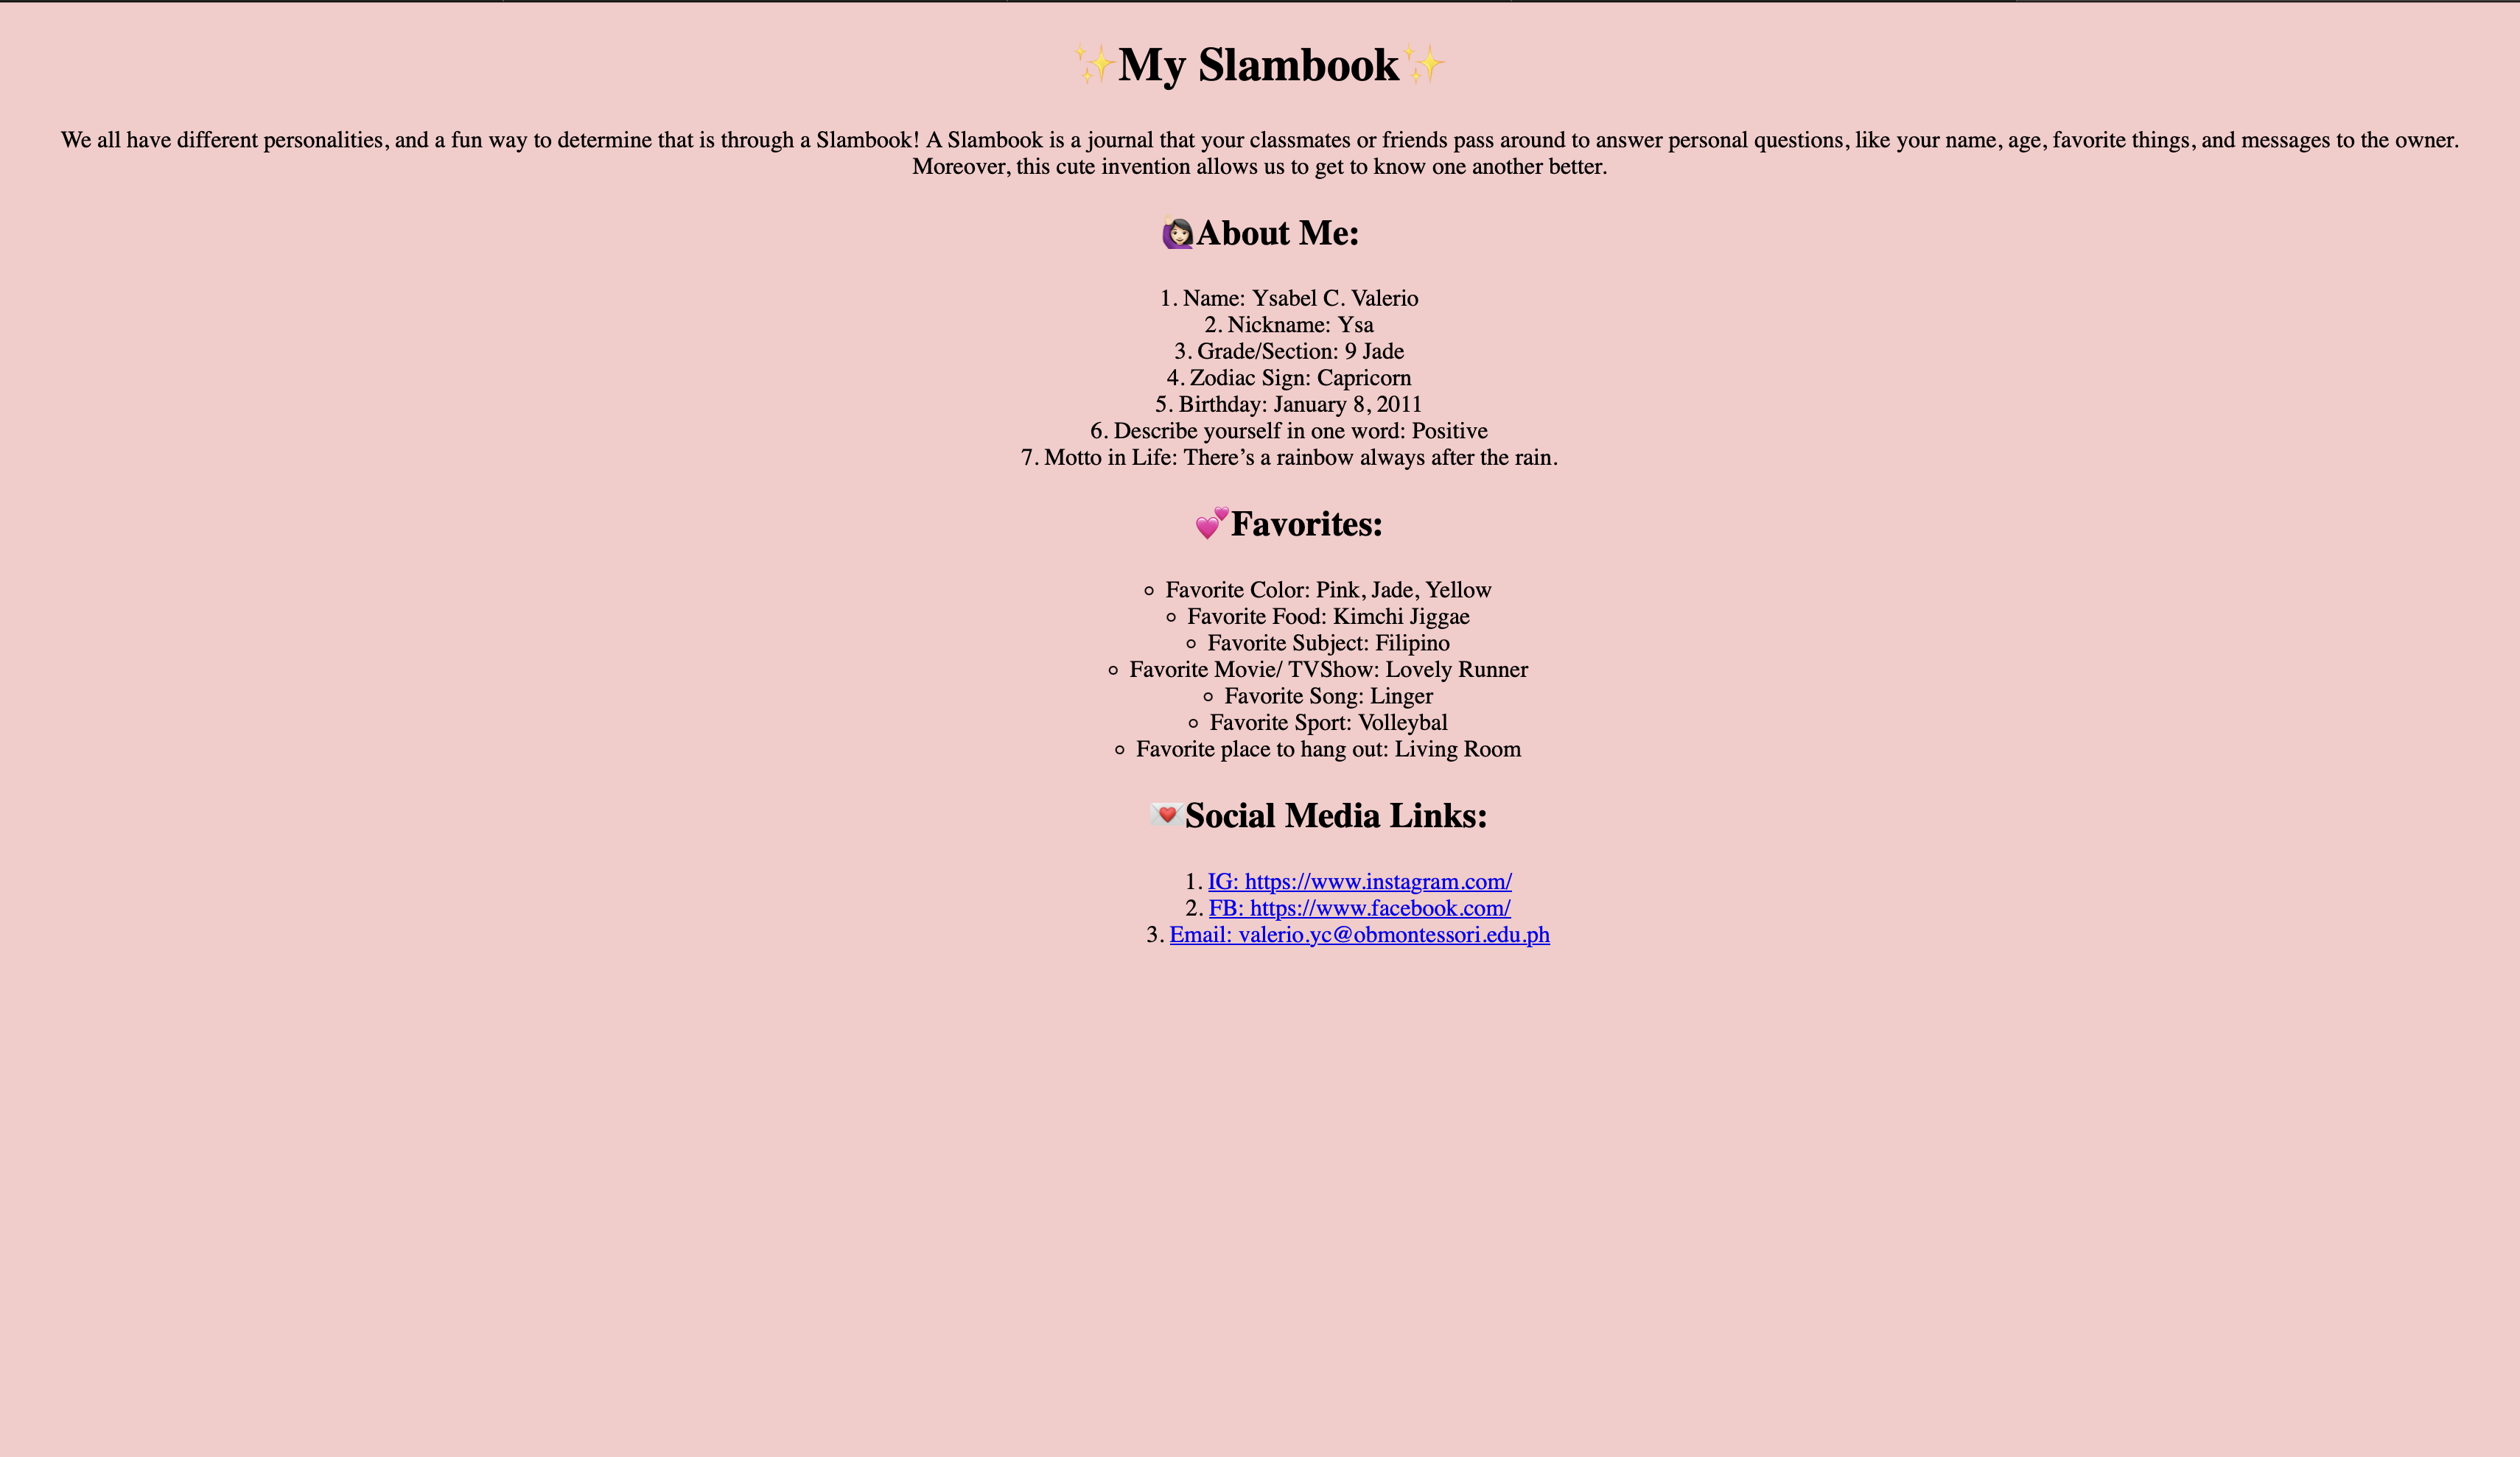 ✨My Slambook✨
We all have different personalities, and a fun way to determine that is through a Slambook! A Slambook is a journal that your classmates or friends pass around to answer personal questions, like your name, age, favorite things, and messages to the owner.
Moreover, this cute invention allows us to get to know one another better.
🙋🏻‍♀️About Me:
1. Name: Ysabel C. Valerio
2. Nickname: Ysa
3. Grade/Section: 9 Jade
4. Zodiac Sign: Capricorn
5. Birthday: January 8, 2011
6. Describe yourself in one word: Positive
7. Motto in Life: There’s a rainbow always after the rain.
💕Favorites:
◦ Favorite Color: Pink, Jade, Yellow
◦ Favorite Food: Kimchi Jiggae
◦ Favorite Subject: Filipino
◦ Favorite Movie/ TVShow: Lovely Runner
◦ Favorite Song: Linger
◦ Favorite Sport: Volleybal
◦ Favorite place to hang out: Living Room
💌Social Media Links:
1. IG: https://www.instagram.com/
2. FB: https://www.facebook.com/
3. Email: valerio.yc@obmontessori.edu.ph